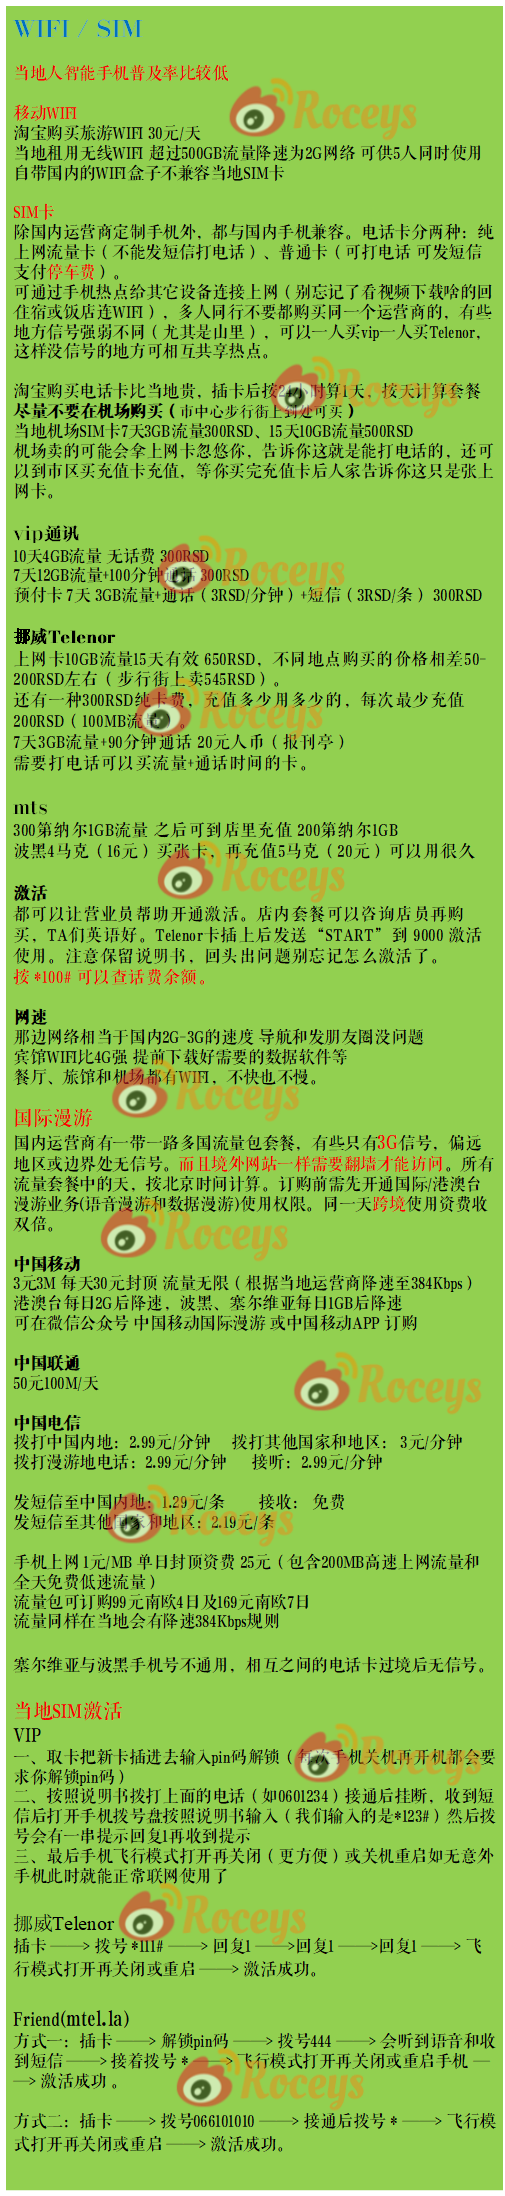 WIFI / SIM
当地人智能手机普及率比较低
移动WIFI
淘宝购买旅游WIFI 30元/天
当地租用无线WIFI 超过500GB流量降速为2G网络 可供5人同时使用
自带国内的WIFI盒子不兼容当地SIM卡
SIM卡
除国内运营商定制手机外，都与国内手机兼容。电话卡分两种：纯
上网流量卡（不能发短信打电话）、普通卡（可打电话 可发短信
支付停车费）。
可通过手机热点给其它设备连接上网（别忘记了看视频下载啥的回
住宿或饭店连WIFI），多人同行不要都购买同一个运营商的，有些
地方信号强弱不同（尤其是山里），可以一人买vip一人买Telenor，
这样没信号的地方可相互共享热点。
淘宝购买电话卡比当地贵，插卡后按24小时算1天，按天计算套餐
尽量不要在机场购买（市中心步行街上到处可买）
当地机场SIM卡7天3GB流量300RSD、15天10GB流量500RSD
机场卖的可能会拿上网卡忽悠你，告诉你这就是能打电话的，还可
以到市区买充值卡充值，等你买完充值卡后人家告诉你这只是张上
网卡。
vip通讯
10天4GB流量 无话费 300RSD
7天12GB流量+100分钟通话 300RSD
预付卡 7天 3GB流量+通话（3RSD/分钟）+短信（3RSD/条） 300RSD
挪威Telenor
上网卡10GB流量15天有效 650RSD，不同地点购买的价格相差50-
200RSD左右（步行街上卖545RSD）。
还有一种300RSD纯卡费，充值多少用多少的，每次最少充值
200RSD（100MB流量）。
7天3GB流量+90分钟通话 20元人币（报刊亭）
需要打电话可以买流量+通话时间的卡。
mts
300第纳尔1GB流量 之后可到店里充值 200第纳尔1GB
波黑4马克（16元）买张卡，再充值5马克（20元）可以用很久
激活
都可以让营业员帮助开通激活。店内套餐可以咨询店员再购
买，TA们英语好。Telenor卡插上后发送“START”到 9000 激活
使用。注意保留说明书，回头出问题别忘记怎么激活了。
按 *100# 可以查话费余额。
网速
那边网络相当于国内2G-3G的速度 导航和发朋友圈没问题
宾馆WIFI比4G强 提前下载好需要的数据软件等
餐厅、旅馆和机场都有WIFI，不快也不慢。
国际漫游
国内运营商有一带一路多国流量包套餐，有些只有3G信号，偏远
地区或边界处无信号。而且境外网站一样需要翻墙才能访问。所有
流量套餐中的天，按北京时间计算。订购前需先开通国际/港澳台
漫游业务(语音漫游和数据漫游)使用权限。同一天跨境使用资费收
双倍。
中国移动
3元3M 每天30元封顶 流量无限（根据当地运营商降速至384Kbps）
港澳台每日2G后降速，波黑、塞尔维亚每日1GB后降速
可在微信公众号 中国移动国际漫游 或中国移动APP 订购
中国联通
50元100M/天
中国电信
拨打中国内地：2.99元/分钟 拨打其他国家和地区：3元/分钟
拨打漫游地电话：2.99元/分钟 接听：2.99元/分钟
发短信至中国内地：1.29元/条 接收： 免费
发短信至其他国家和地区：2.19元/条
手机上网 1元/MB 单日封顶资费 25元（包含200MB高速上网流量和
全天免费低速流量）
流量包可订购99元南欧4日及169元南欧7日
流量同样在当地会有降速384Kbps规则
塞尔维亚与波黑手机号不通用，相互之间的电话卡过境后无信号。
当地SIM激活
VIP
一、取卡把新卡插进去输入pin码解锁（每次手机关机再开机都会要
求你解锁pin码）
二、按照说明书拨打上面的电话（如0601234）接通后挂断，收到短
信后打开手机拨号盘按照说明书输入（我们输入的是*123#）然后拨
号会有一串提示回复1再收到提示
三、最后手机飞行模式打开再关闭（更方便）或关机重启如无意外
手机此时就能正常联网使用了
挪威Telenor
插卡 ——> 拨号 *111# ——> 回复1 ——>回复1 ——>回复1 ——> 飞
行模式打开再关闭或重启 ——> 激活成功。
Friend(mtel.1a)
方式一：插卡 ——> 解锁pin码 ——> 拨号444 ——> 会听到语音和收
到短信 ——> 接着拨号 * ——> 飞行模式打开再关闭或重启手机 —
—> 激活成功 。
方式二：插卡 ——> 拨号066101010 ——> 接通后拨号 * ——> 飞行模
式打开再关闭或重启 ——> 激活成功。